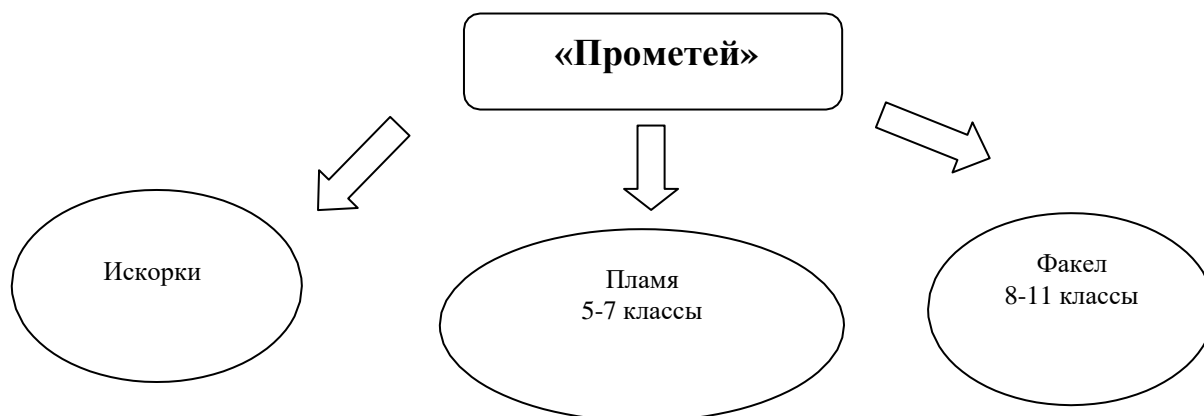 «Прометей»
Искорки
Пламя
5-7 классы
Факел
8-11 классы